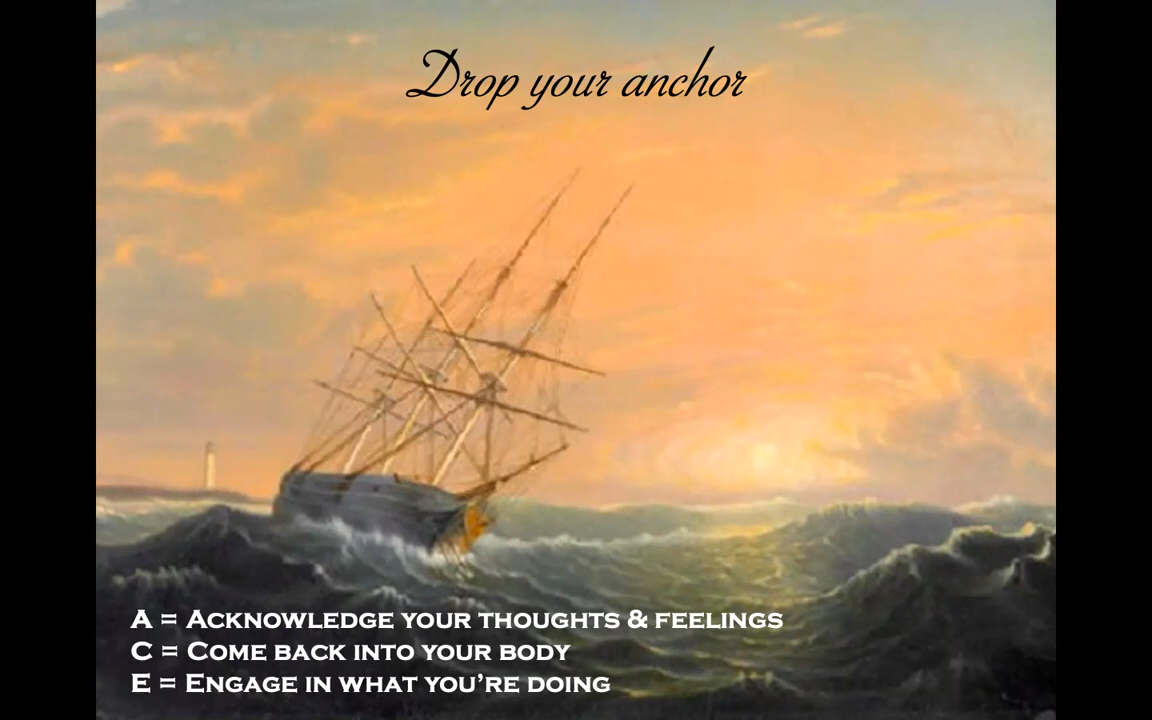 Drop your anchor
A = Acknowledge your thoughts & feelings
C = Come back into your body
E = Engage in what you're doing